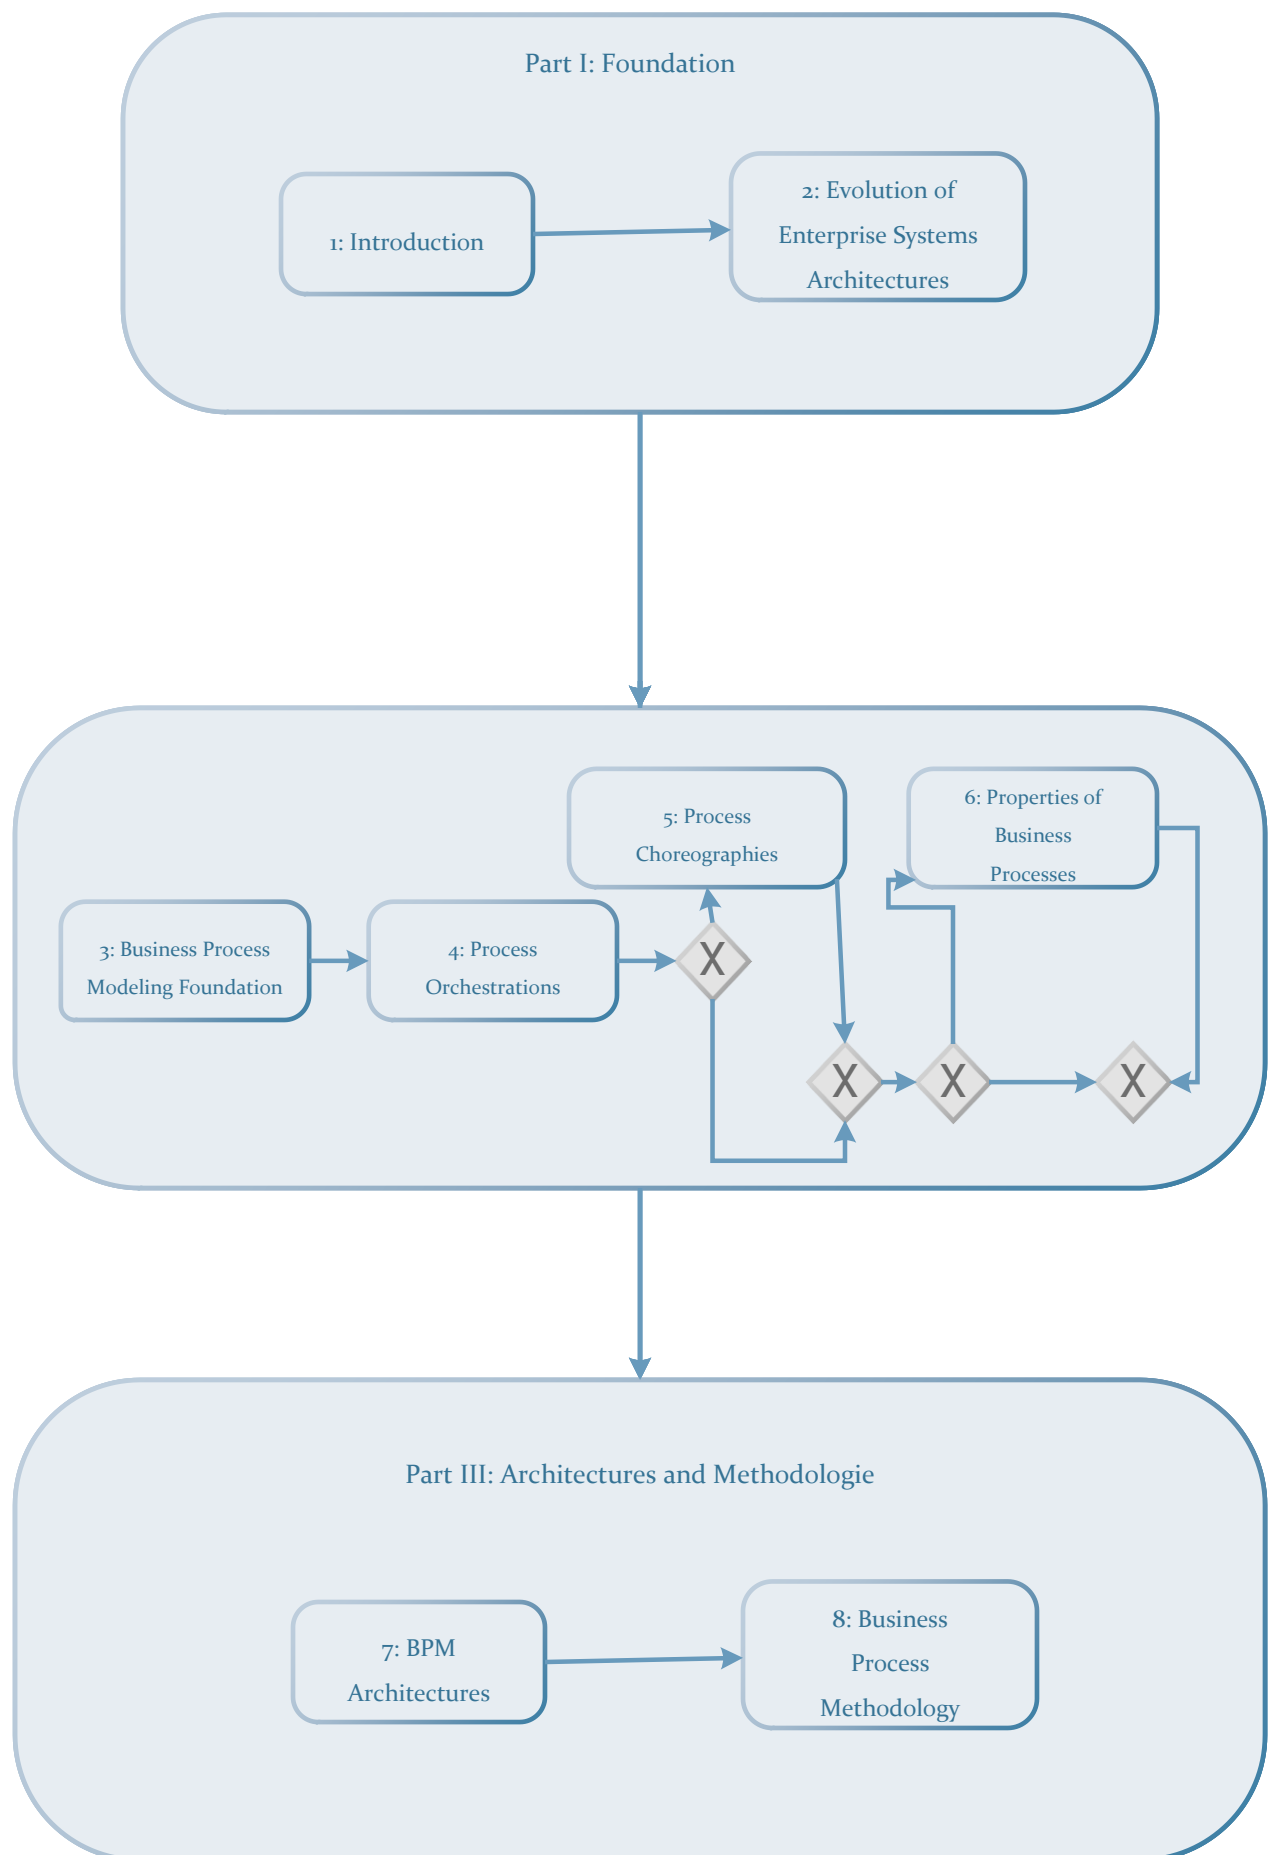 Part I: Foundation
1: Introduction
2: Evolution of
Enterprise Systems
Architectures
5: Process
Choreographies
6: Properties of
Business
Processes
3: Business Process
Modeling Foundation
4: Process
Orchestrations
X
X
X
X
Part III: Architectures and Methodologie
7: BPM
Architectures
8: Business
Process
Methodology